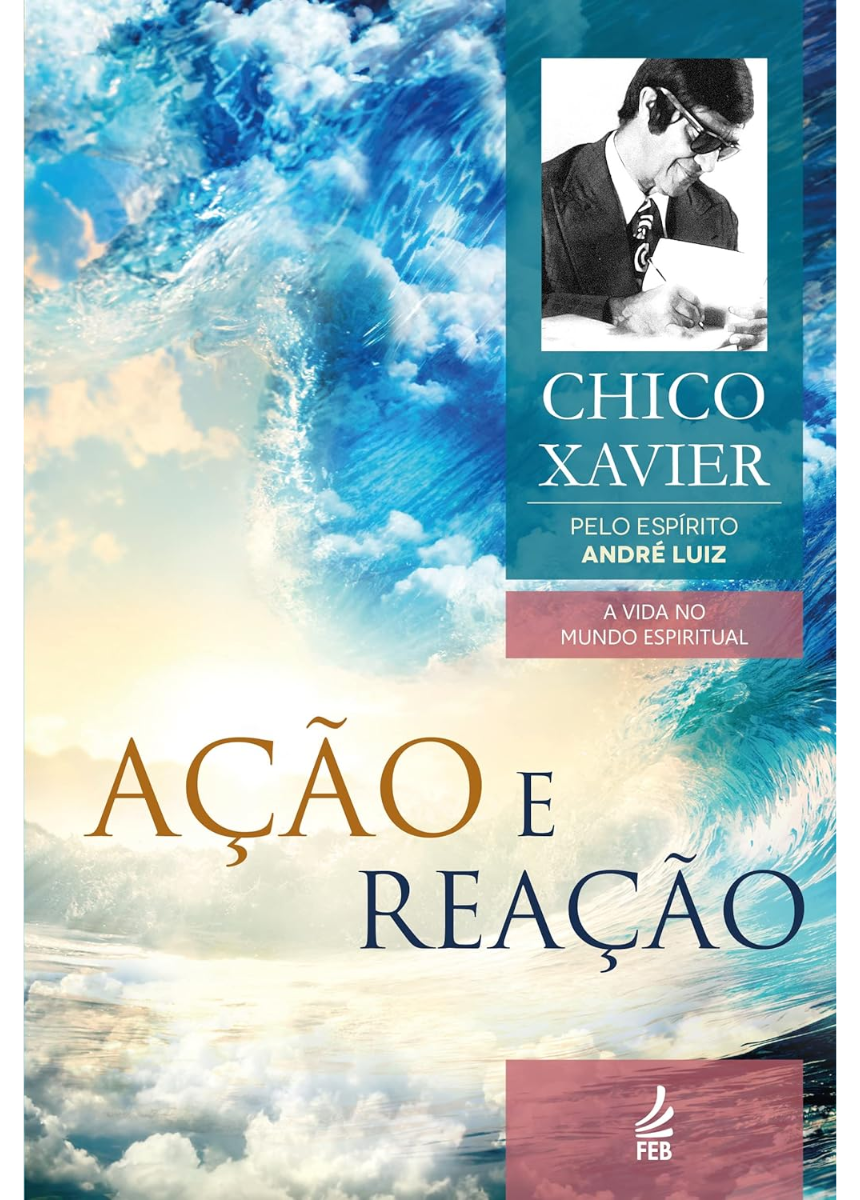 CHICO
XAVIER
PELO ESPÍRITO
ANDRÉ LUIZ
A VIDA NO
MUNDO ESPIRITUAL
AÇÃO E
REAÇÃO
FEB